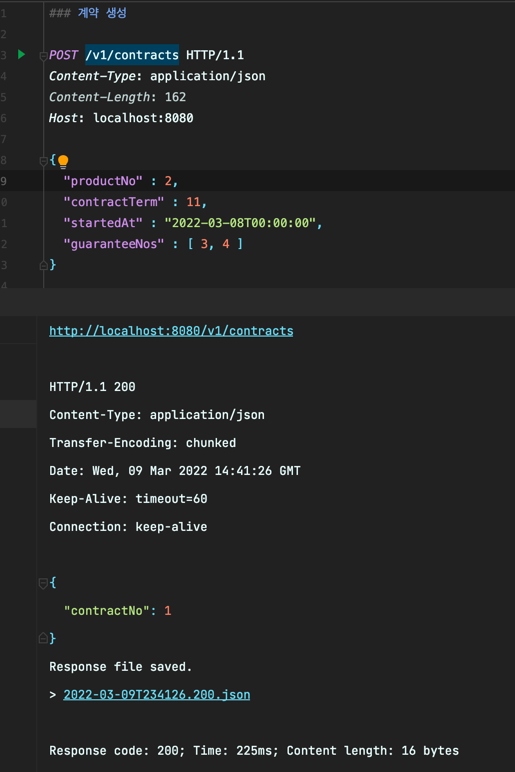 1 ### 계약 생성
2
3 POST /v1/contracts HTTP/1.1
4 Content-Type: application/json
5 Content-Length: 162
6 Host: localhost:8080
7
8 {
9 "productNo" : 2,
0 "contractTerm" : 11,
1 "startedAt" : "2022-03-08T00:00:00",
2 "guaranteeNos" : [ 3, 4 ]
3 }
4
http://localhost:8080/v1/contracts
HTTP/1.1 200
Content-Type: application/json
Transfer-Encoding: chunked
Date: Wed, 09 Mar 2022 14:41:26 GMT
Keep-Alive: timeout=60
Connection: keep-alive
{
"contractNo": 1
}
Response file saved.
> 2022-03-09T234126.200.json
Response code: 200; Time: 225ms; Content length: 16 bytes